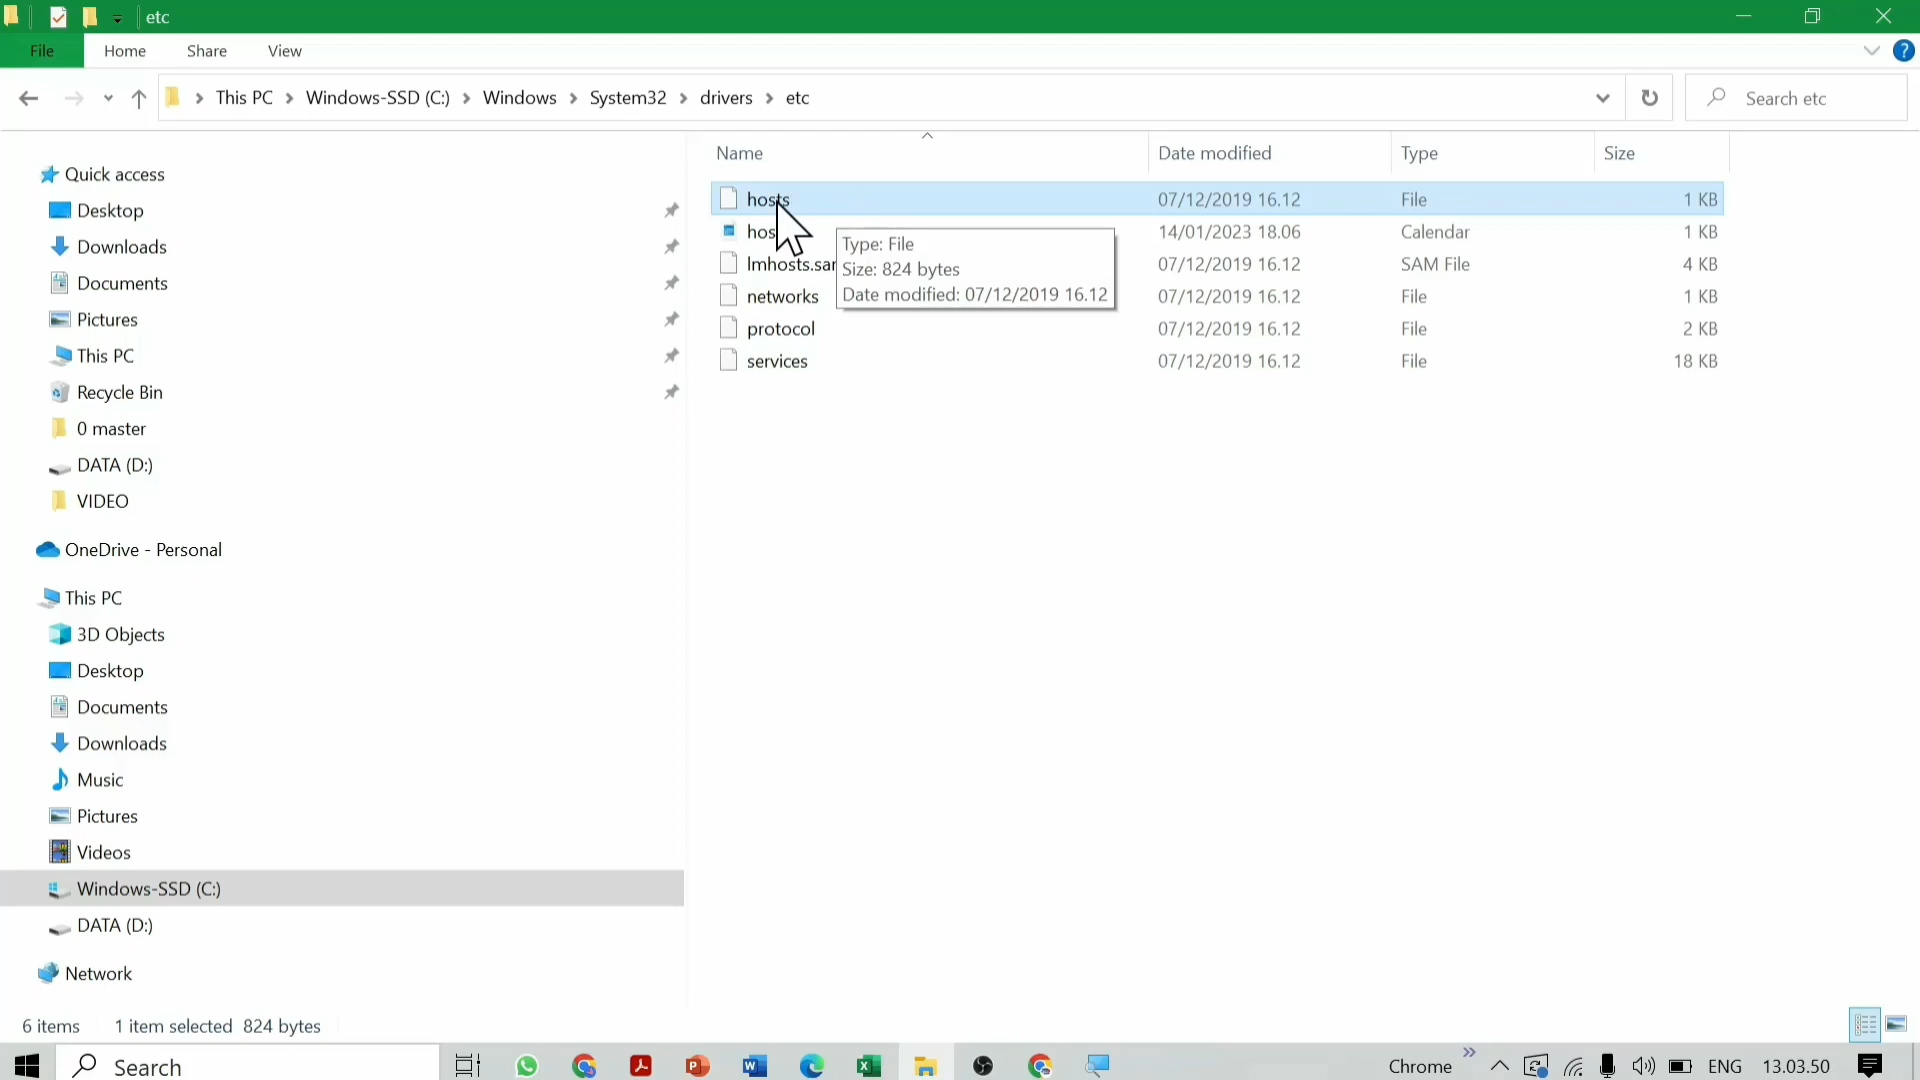 etc
File Home Share View
This PC Windows-SSD (C:) Windows System32 drivers etc
Search etc
Name Date modified Type Size
Quick access
Desktop
Downloads
Documents
Pictures
This PC
Recycle Bin
0 master
DATA (D:)
VIDEO
OneDrive - Personal
This PC
3D Objects
Desktop
Documents
Downloads
Music
Pictures
Videos
Windows-SSD (C:)
DATA (D:)
Network
hosts 07/12/2019 16.12 File 1 KB
14/01/2023 18.06 Calendar 1 KB
07/12/2019 16.12 SAM File 4 KB
networks 07/12/2019 16.12 File 1 KB
protocol 07/12/2019 16.12 File 2 KB
services 07/12/2019 16.12 File 18 KB
Type: File
Size: 824 bytes
Date modified: 07/12/2019 16.12
6 items 1 item selected 824 bytes
Search Chrome ENG 13.03.50